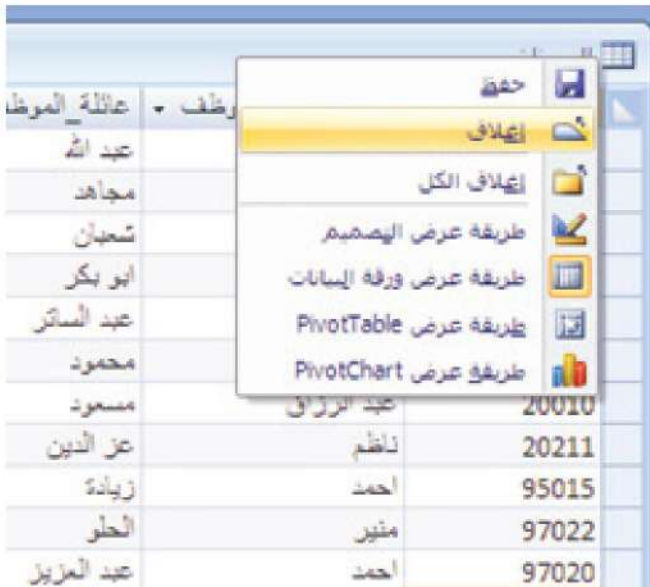 حفظ
إغلاق
إغلاق الكل
طريقة عرض التصميم
طريقة عرض ورقة البيانات
طريقة عرض PivotTable
طريقة عرض PivotChart
عائلة_الموظف
عبد الله
مجاهد
شعبان
ابو بكر
عبد الساتر
محمود
20010 عبد الرزاق مسعود
20211 ناظم عز الدين
95015 احمد زيادة
97022 منير الحلو
97020 احمد عبد العزيز